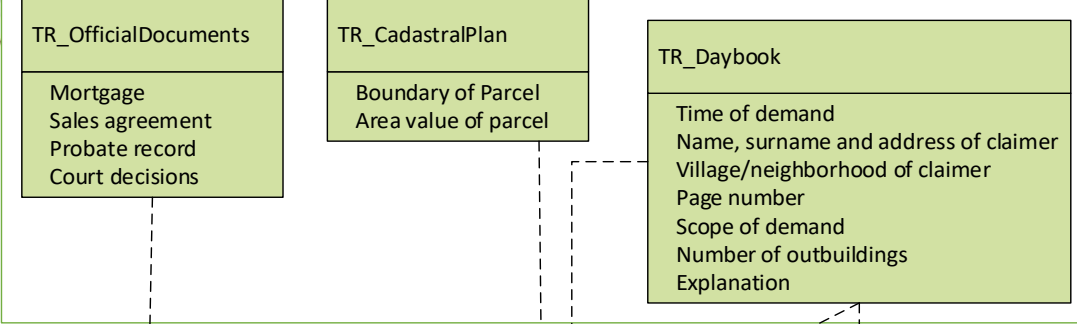 TR_OfficialDocuments
Mortgage
Sales agreement
Probate record
Court decisions
TR_CadastralPlan
Boundary of Parcel
Area value of parcel
TR_Daybook
Time of demand
Name, surname and address of claimer
Village/neighborhood of claimer
Page number
Scope of demand
Number of outbuildings
Explanation